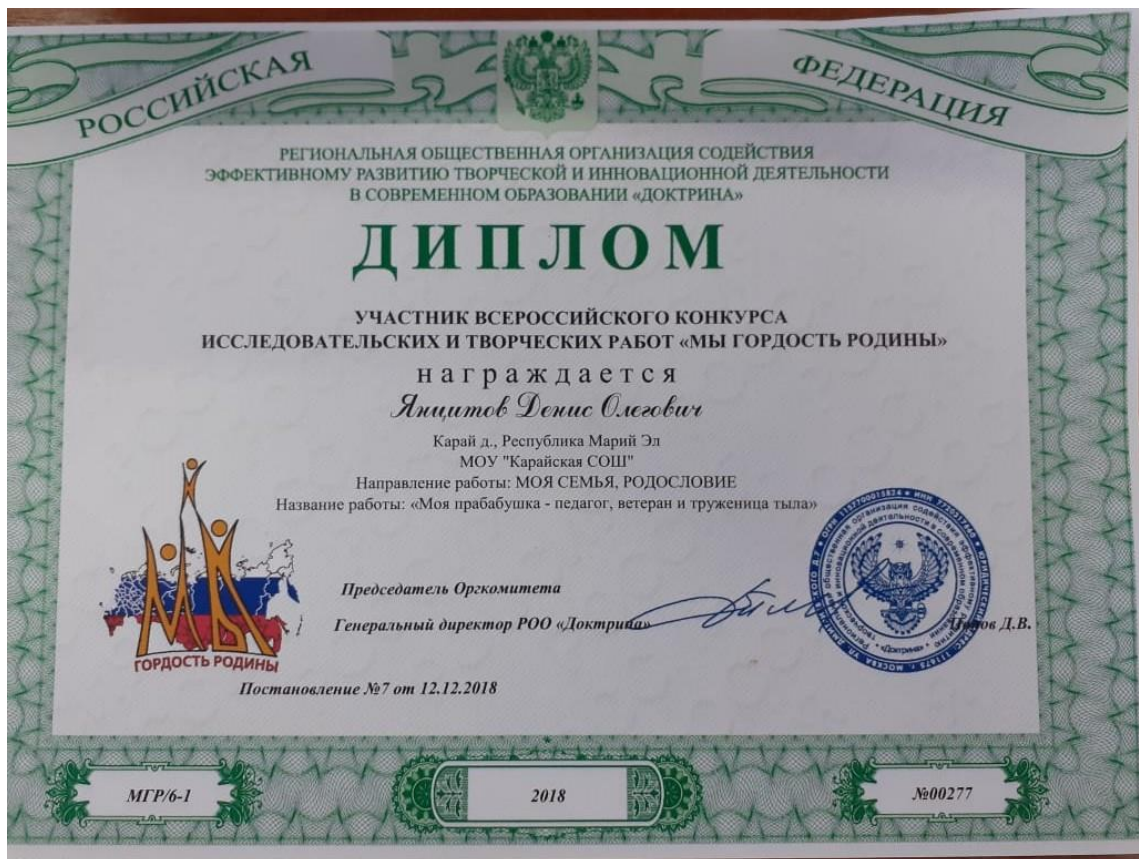 РОССИЙСКАЯ
ФЕДЕРАЦИЯ
РЕГИОНАЛЬНАЯ ОБЩЕСТВЕННАЯ ОРГАНИЗАЦИЯ СОДЕЙСТВИЯ
ЭФФЕКТИВНОМУ РАЗВИТИЮ ТВОРЧЕСКОЙ И ИННОВАЦИОННОЙ ДЕЯТЕЛЬНОСТИ
В СОВРЕМЕННОМ ОБРАЗОВАНИИ «ДОКТРИНА»
ДИПЛОМ
УЧАСТНИК ВСЕРОССИЙСКОГО КОНКУРСА
ИССЛЕДОВАТЕЛЬСКИХ И ТВОРЧЕСКИХ РАБОТ «МЫ ГОРДОСТЬ РОДИНЫ»
награждается
Янцитов Денис Олегович
Карай д., Республика Марий Эл
МОУ "Карайская СОШ"
Направление работы: МОЯ СЕМЬЯ, РОДОСЛОВИЕ
Название работы: «Моя прабабушка - педагог, ветеран и труженица тыла»
МЫ
ГОРДОСТЬ РОДИНЫ
Председатель Оргкомитета
Генеральный директор РОО «Доктрина»
Попов Д.В.
Постановление №7 от 12.12.2018
МГР/6-1
2018
№00277